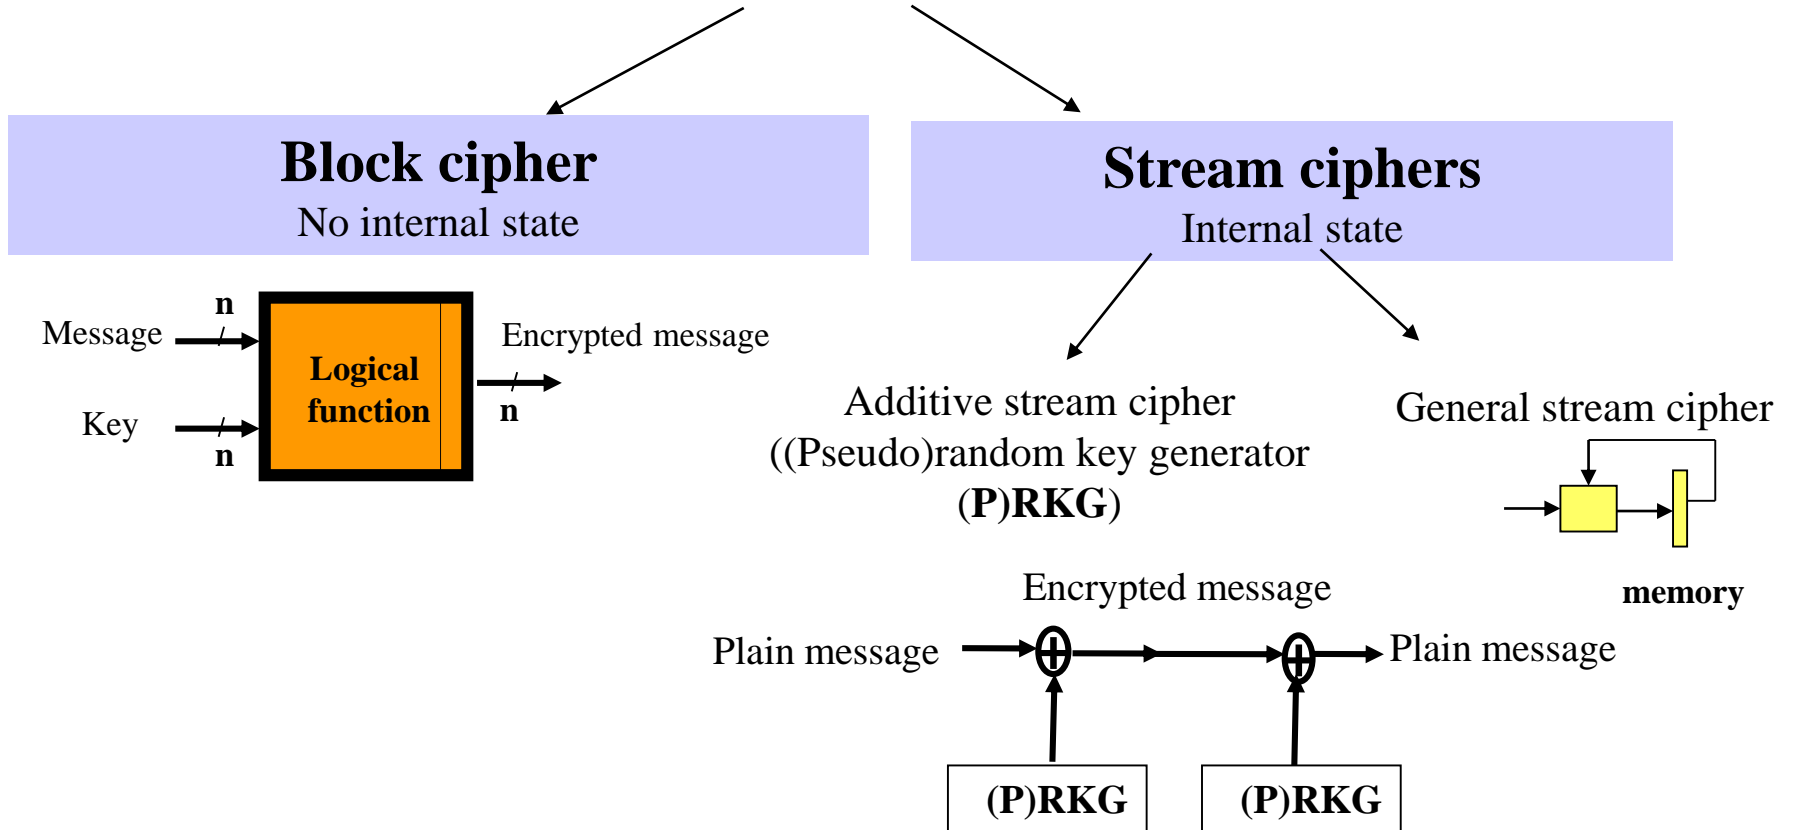 Block cipher
No internal state
Stream ciphers
Internal state
n
Message
Encrypted message
Logical
function
n
Key
n
Additive stream cipher
((Pseudo)random key generator
(P)RKG)
General stream cipher
memory
Encrypted message
Plain message
Plain message
(P)RKG
(P)RKG